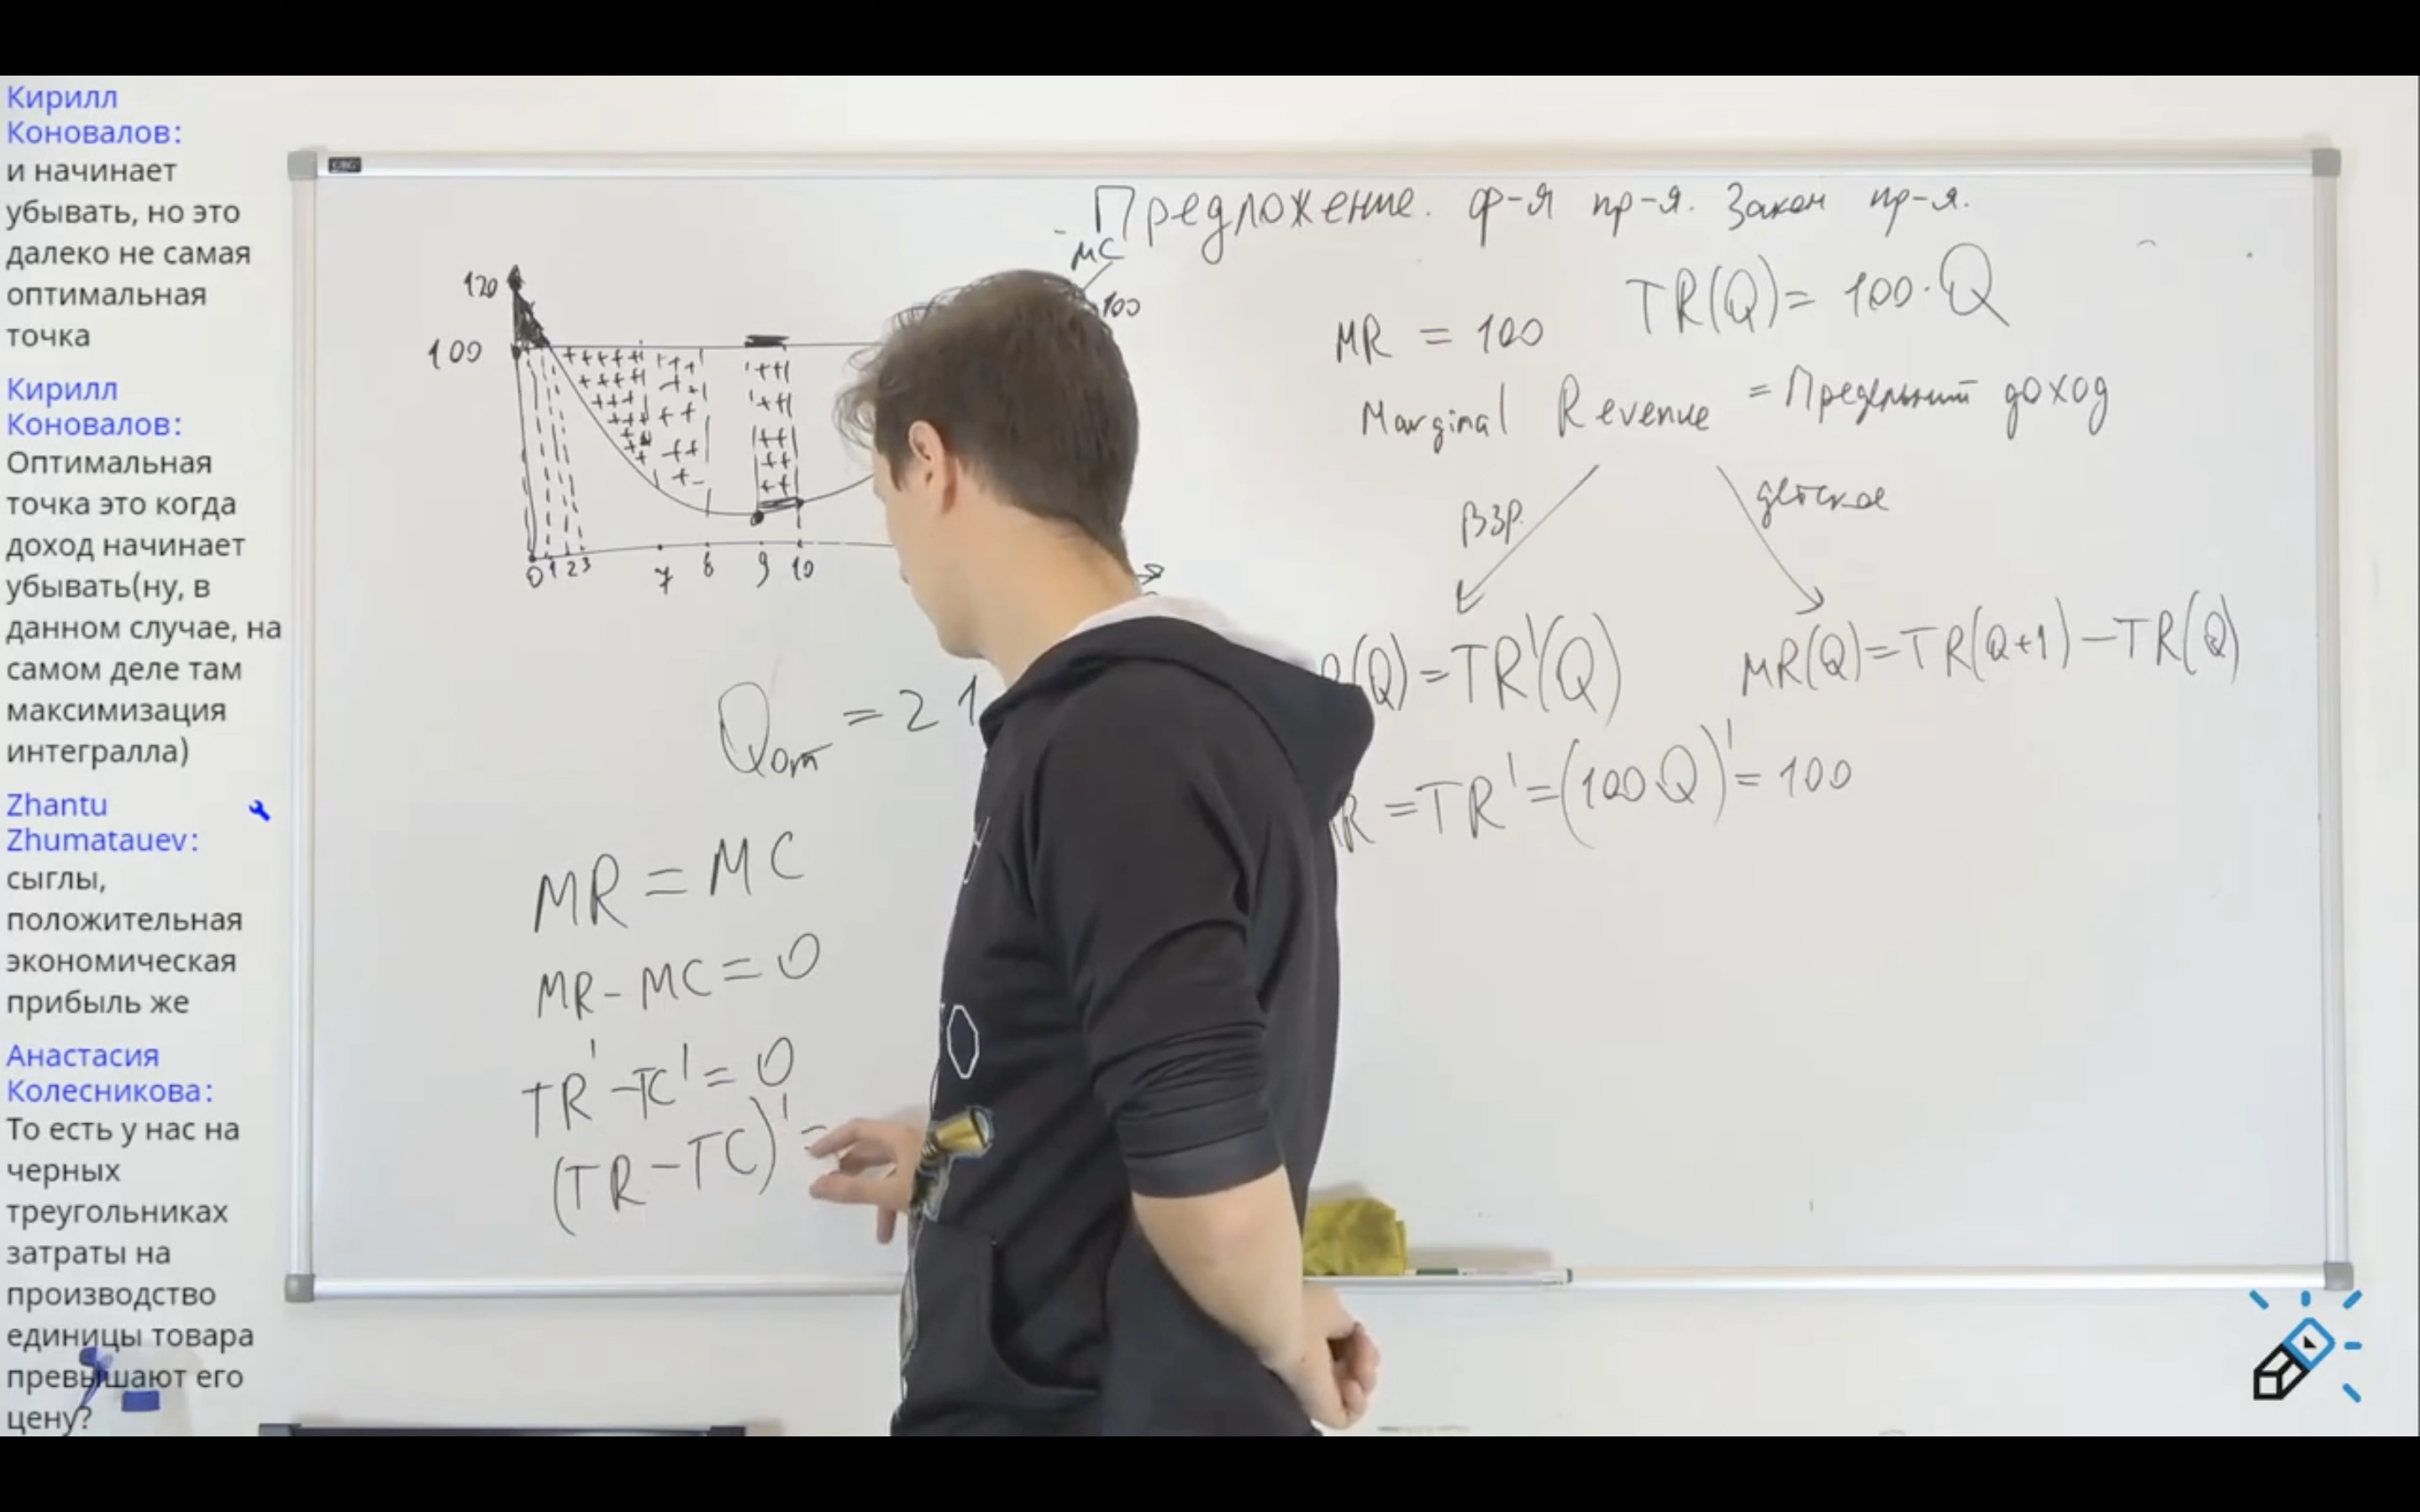 Кирилл
Коновалов:
и начинает
убывать, но это
далеко не самая
оптимальная
точка
Кирилл
Коновалов:
Оптимальная
точка это когда
доход начинает
убывать(ну, в
данном случае, на
самом деле там
максимизация
интегралла)
Zhantu
Zhumatauev:
сыглы,
положительная
экономическая
прибыль же
Анастасия
Колесникова:
То есть у нас на
черных
треугольниках
затраты на
производство
единицы товара
превышают его
цену?
Предложение. ф-я пр-я. Закон пр-я.
MC
120
100
100
0 1 2 3 7 8 9 10
Qопт = 21
MR = MC
MR - MC = 0
TR' - TC' = 0
(TR - TC)' =
TR(Q) = 100 · Q
MR = 100
Marginal Revenue = Предельный доход
взр.
детское
(Q) = TR'(Q)
MR(Q) = TR(Q+1) - TR(Q)
R = TR' = (100Q)' = 100